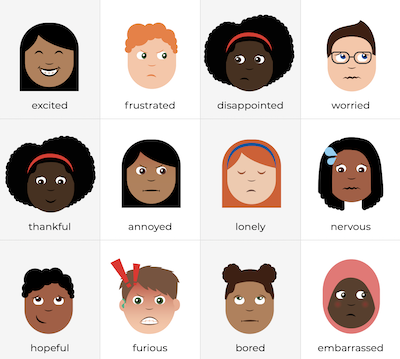 excited
frustrated
disappointed
worried
thankful
annoyed
lonely
nervous
hopeful
furious
bored
embarrassed